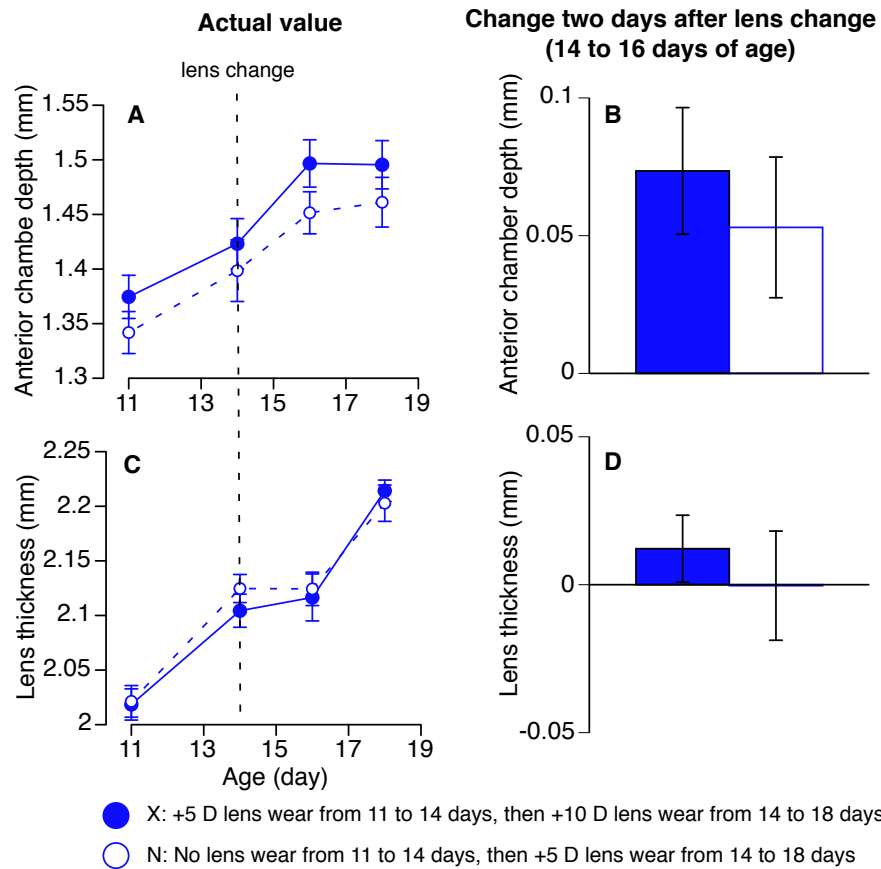 Actual value
Change two days after lens change
(14 to 16 days of age)
lens change
A
Anterior chambe depth (mm)
1.55
1.5
1.45
1.4
1.35
1.3
11 13 15 17 19
B
Anterior chamber depth (mm)
0.1
0.05
0
C
Lens thickness (mm)
2.25
2.2
2.15
2.1
2.05
2
11 13 15 17 19
Age (day)
D
Lens thickness (mm)
0.05
0
-0.05
X: +5 D lens wear from 11 to 14 days, then +10 D lens wear from 14 to 18 days
N: No lens wear from 11 to 14 days, then +5 D lens wear from 14 to 18 days